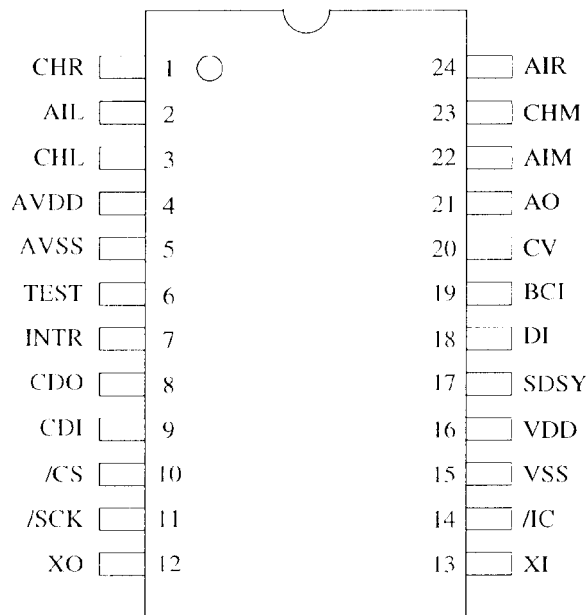 CHR 1 24 AIR
AIL 2 23 CHM
CHL 3 22 AIM
AVDD 4 21 AO
AVSS 5 20 CV
TEST 6 19 BCI
INTR 7 18 DI
CDO 8 17 SDSY
CDI 9 16 VDD
/CS 10 15 VSS
/SCK 11 14 /IC
XO 12 13 XI